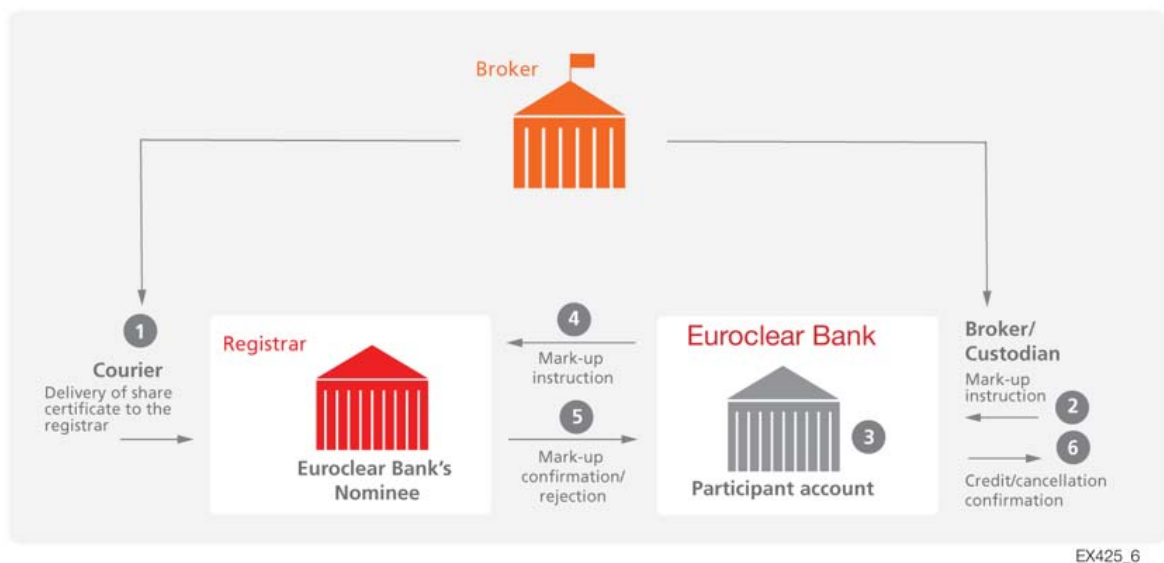 Broker
1
Courier
Delivery of share
certificate to the
registrar
Registrar
Euroclear Bank's
Nominee
4
Mark-up
instruction
5
Mark-up
confirmation/
rejection
Euroclear Bank
3
Participant account
Broker/
Custodian
Mark-up
instruction
2
6
Credit/cancellation
confirmation
EX425_6